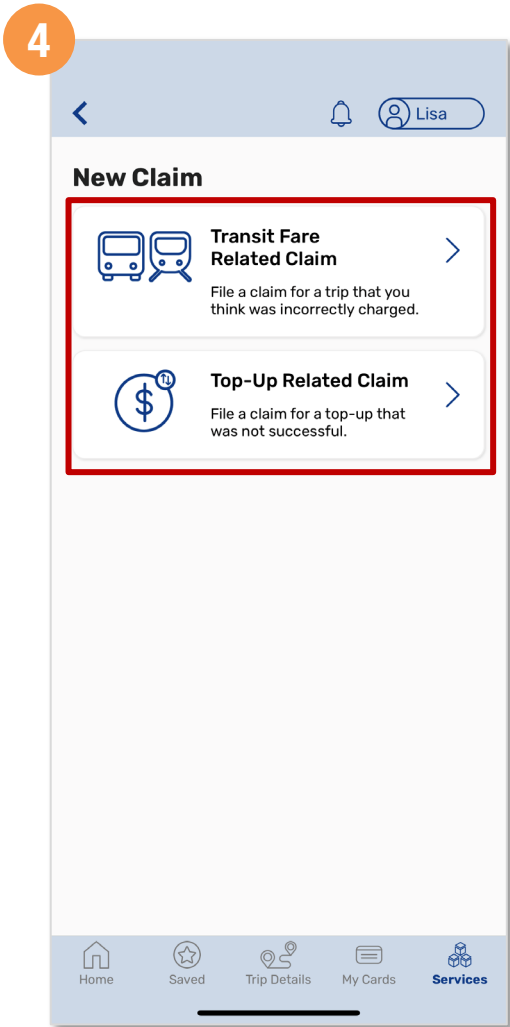 4
Lisa
New Claim
Transit Fare
Related Claim
File a claim for a trip that you
think was incorrectly charged.
$
Top-Up Related Claim
File a claim for a top-up that
was not successful.
Home
Saved
Trip Details
My Cards
Services